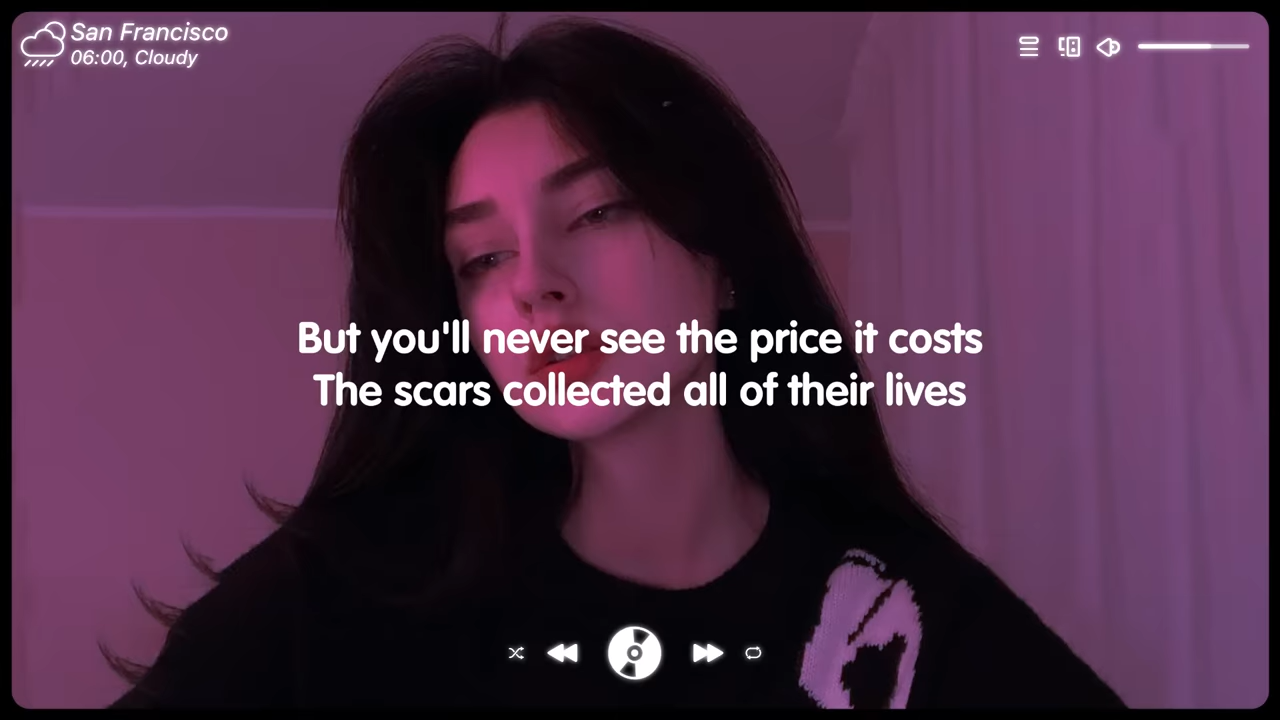 San Francisco
06:00, Cloudy
But you'll never see the price it costs
The scars collected all of their lives